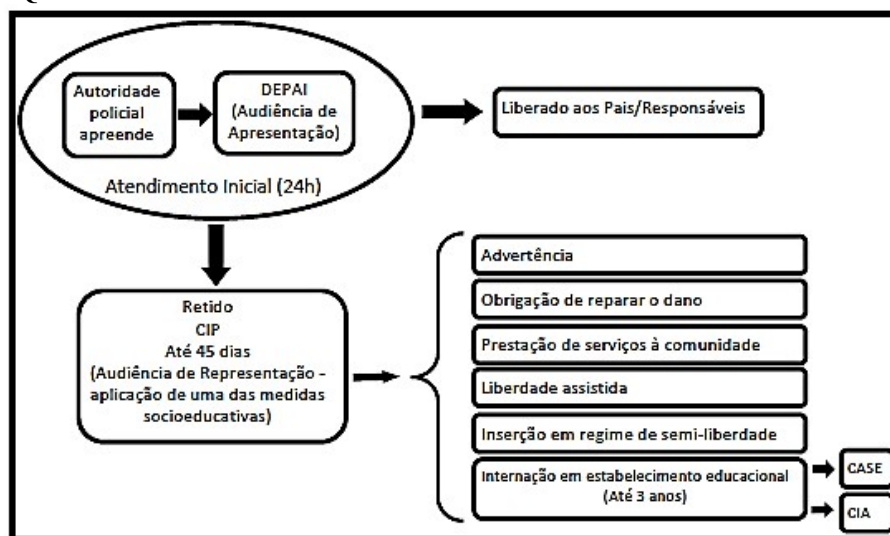 Autoridade
policial
apreende
DEPAI
(Audiência de
Apresentação)
Liberado aos Pais/Responsáveis
Atendimento Inicial (24h)
Retido
CIP
Até 45 dias
(Audiência de Representação -
aplicação de uma das medidas
socioeducativas)
Advertência
Obrigação de reparar o dano
Prestação de serviços à comunidade
Liberdade assistida
Inserção em regime de semi-liberdade
Internação em estabelecimento educacional
(Até 3 anos)
CASE
CIA